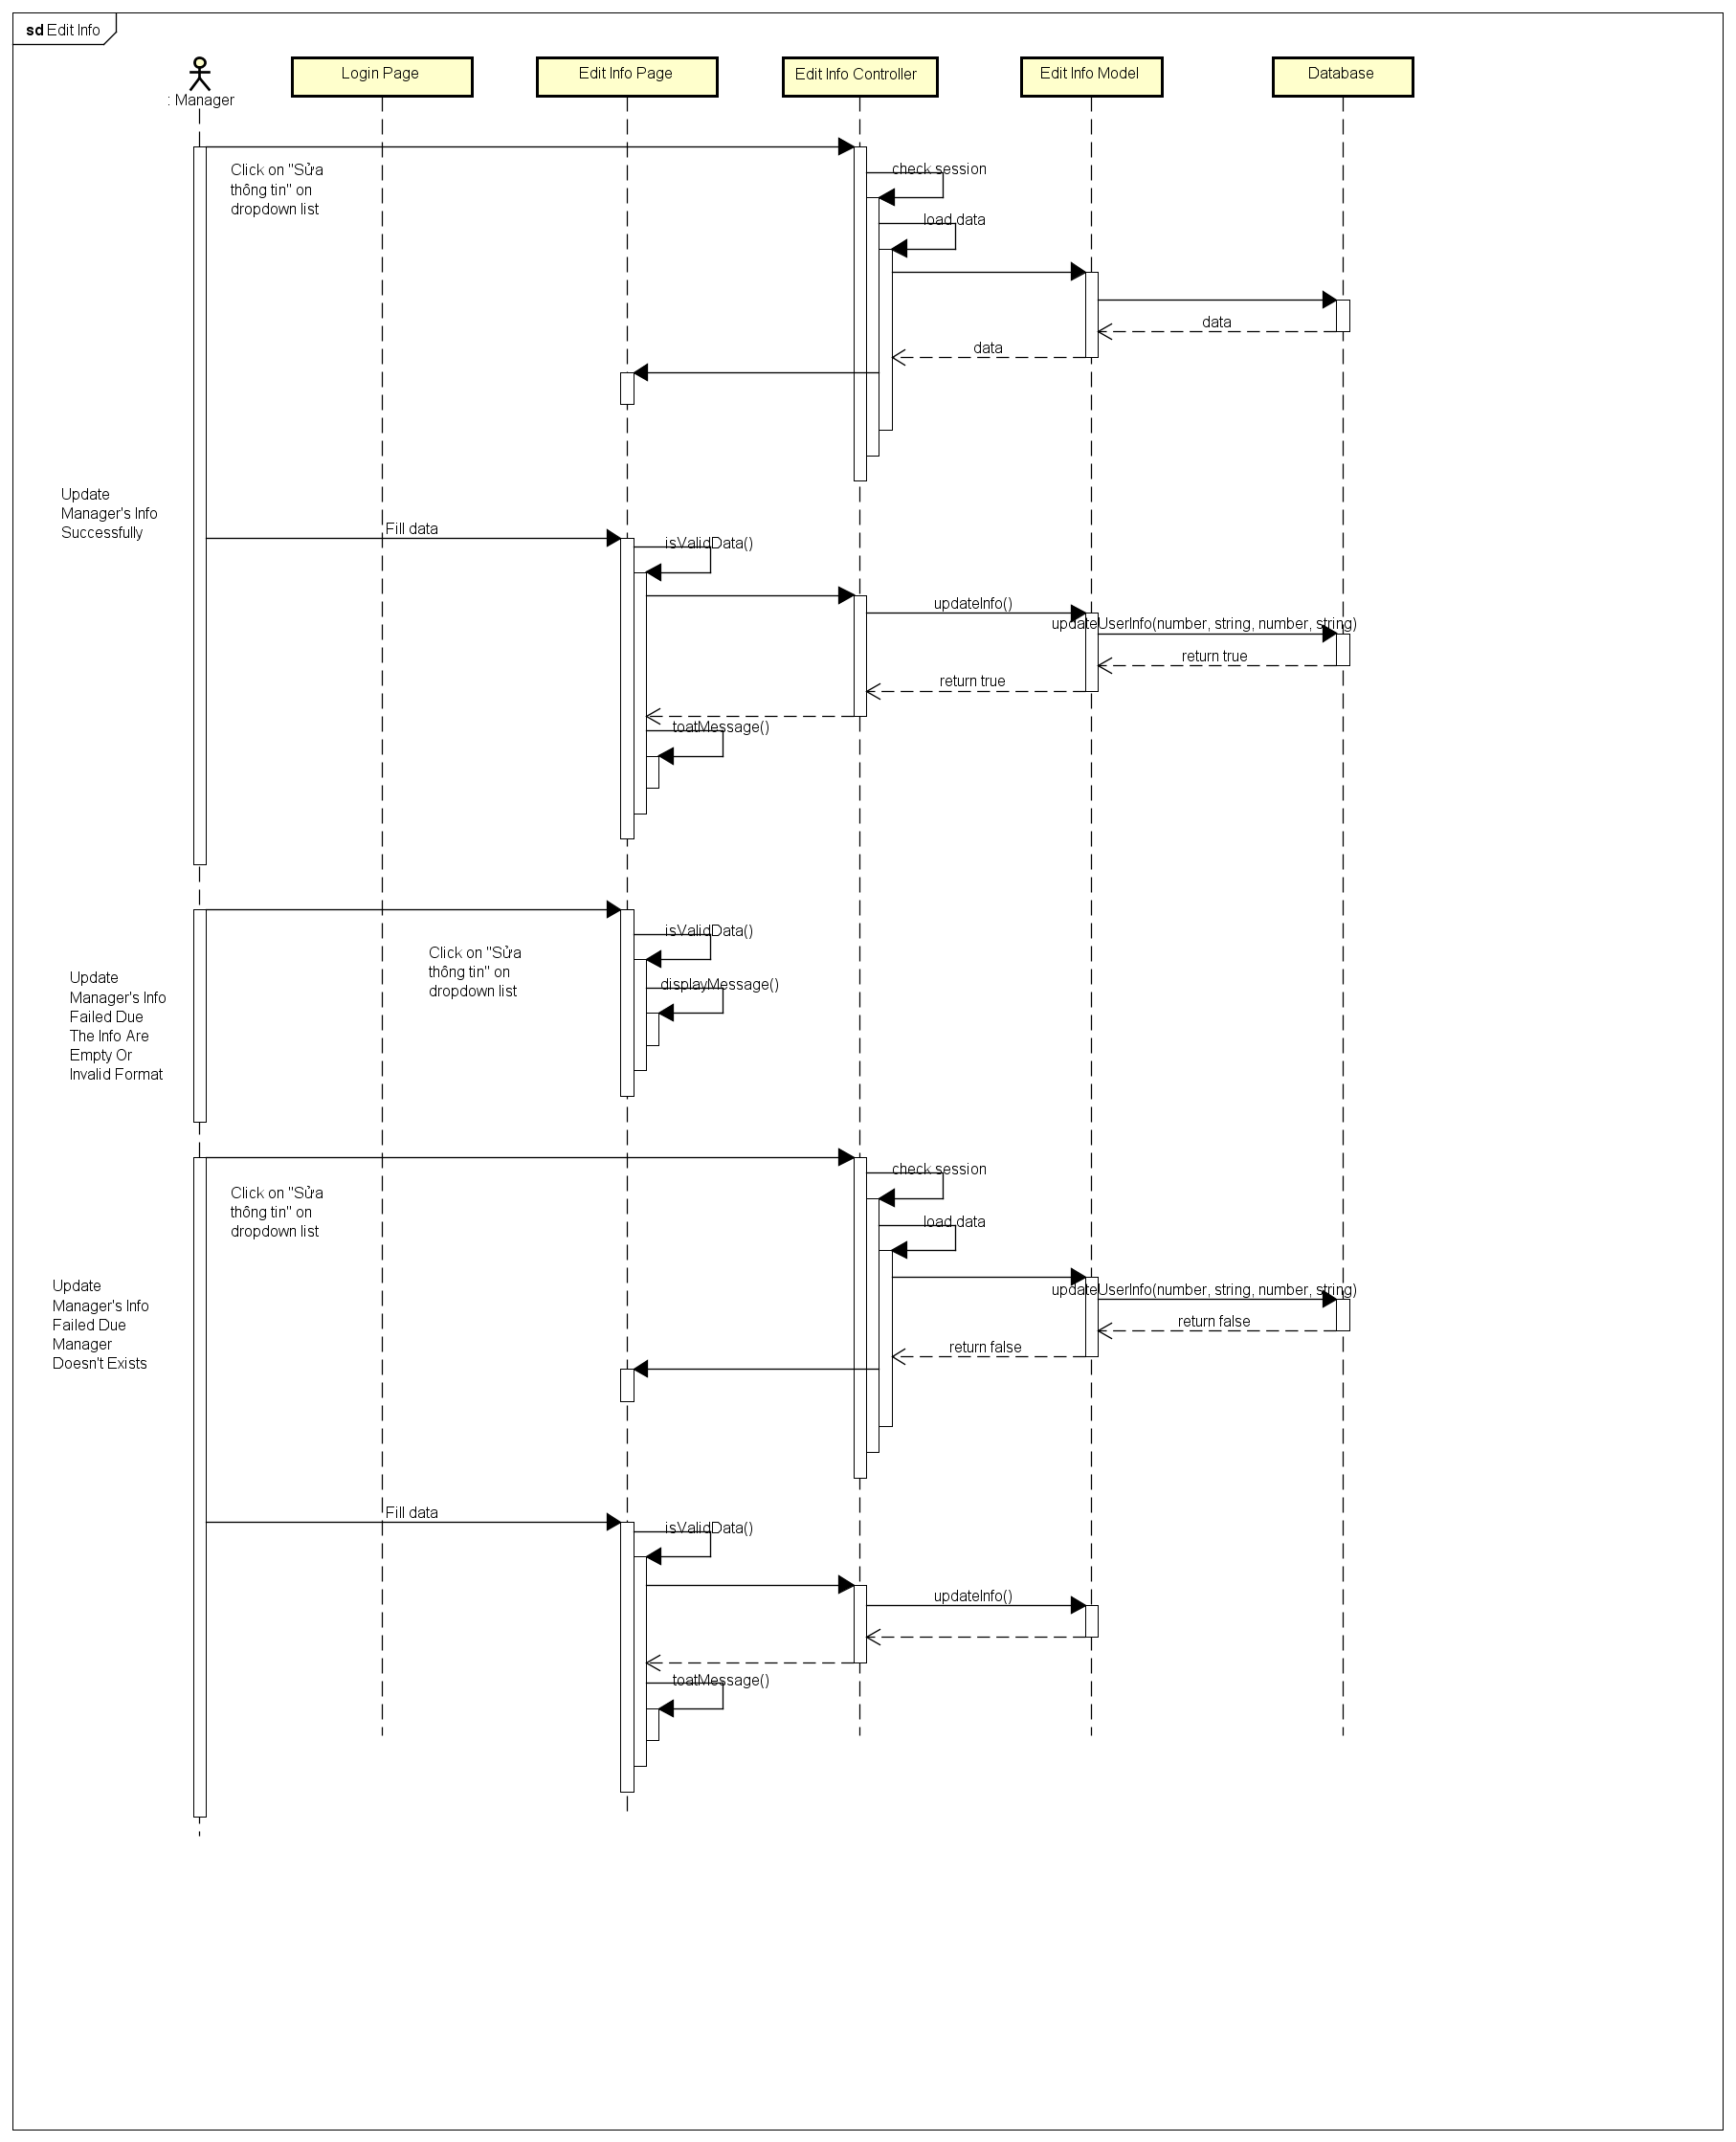 sd Edit Info
: Manager
Login Page
Edit Info Page
Edit Info Controller
Edit Info Model
Database
Click on "Sửa
thông tin" on
dropdown list
check session
load data
data
data
Update
Manager's Info
Successfully
Fill data
isValidData()
updateInfo()
updateUserInfo(number, string, number, string)
return true
return true
toatMessage()
isValidData()
Click on "Sửa
thông tin" on
dropdown list
Update
Manager's Info
Failed Due
The Info Are
Empty Or
Invalid Format
displayMessage()
check session
Click on "Sửa
thông tin" on
dropdown list
load data
Update
Manager's Info
Failed Due
Manager
Doesn't Exists
updateUserInfo(number, string, number, string)
return false
return false
Fill data
isValidData()
updateInfo()
toatMessage()